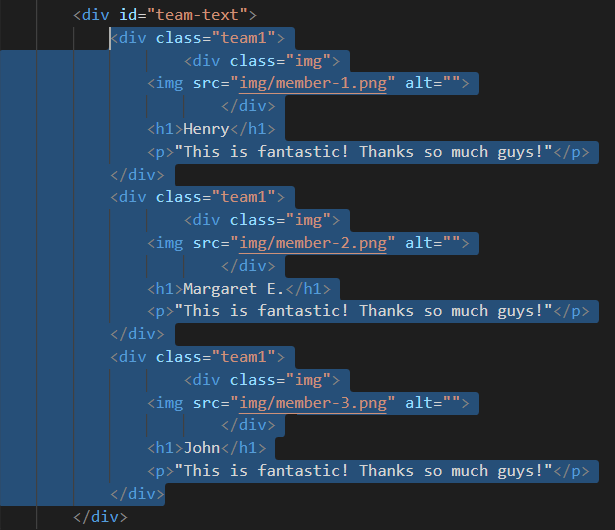 <div id="team-text">
<div class="team1">
<div class="img">
<img src="img/member-1.png" alt="">
</div>
<h1>Henry</h1>
<p>"This is fantastic! Thanks so much guys!"</p>
</div>
<div class="team1">
<div class="img">
<img src="img/member-2.png" alt="">
</div>
<h1>Margaret E.</h1>
<p>"This is fantastic! Thanks so much guys!"</p>
</div>
<div class="team1">
<div class="img">
<img src="img/member-3.png" alt="">
</div>
<h1>John</h1>
<p>"This is fantastic! Thanks so much guys!"</p>
</div>
</div>